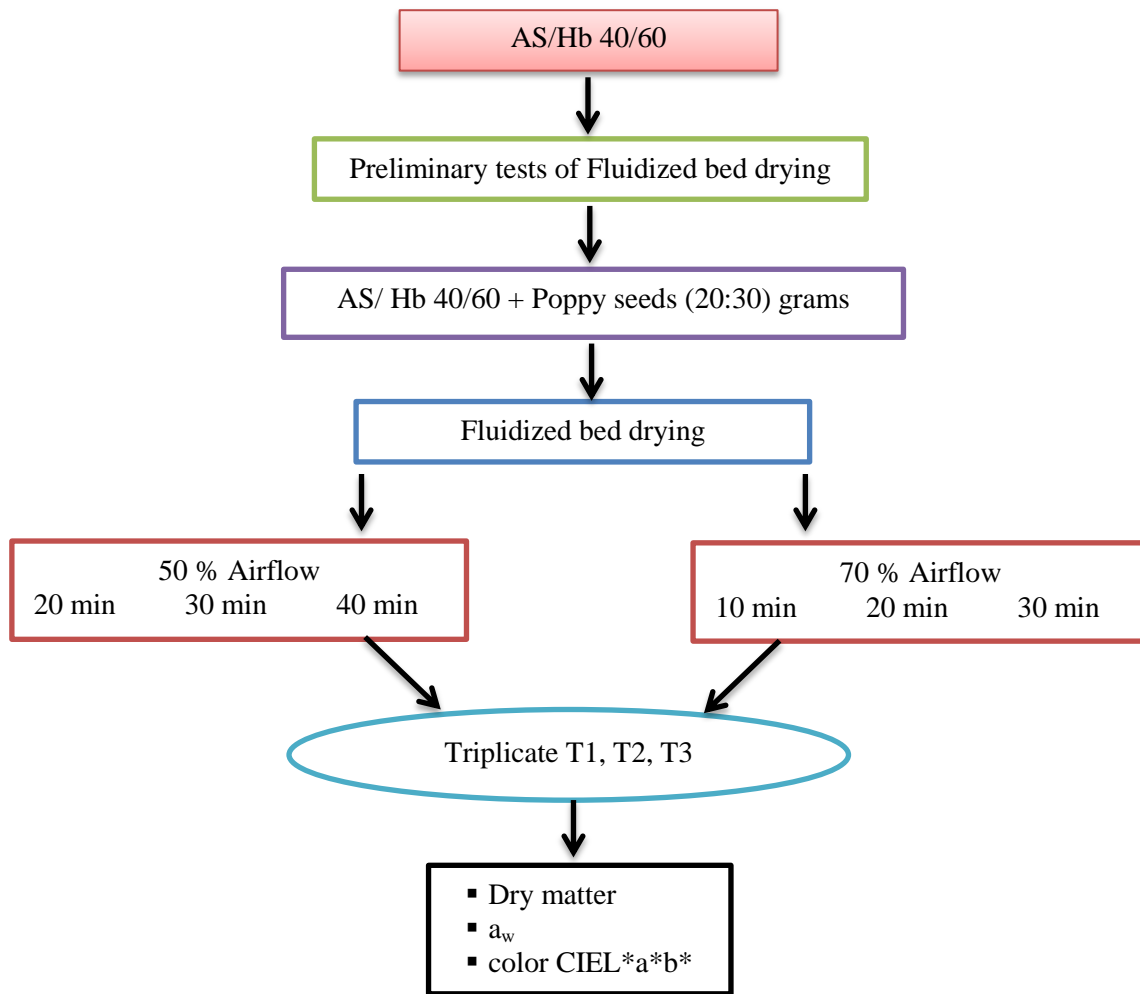 AS/Hb 40/60
Preliminary tests of Fluidized bed drying
AS/ Hb 40/60 + Poppy seeds (20:30) grams
Fluidized bed drying
50 % Airflow
20 min 30 min 40 min
70 % Airflow
10 min 20 min 30 min
Triplicate T1, T2, T3
▪ Dry matter
▪ a_w
▪ color CIEL*a*b*